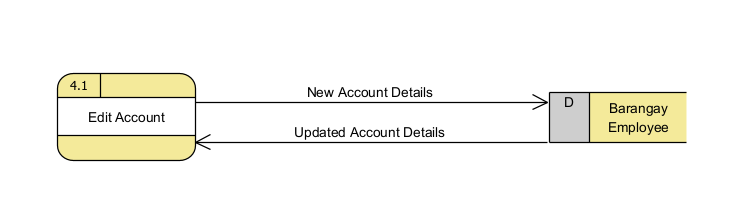 4.1
Edit Account
New Account Details
Updated Account Details
D
Barangay
Employee